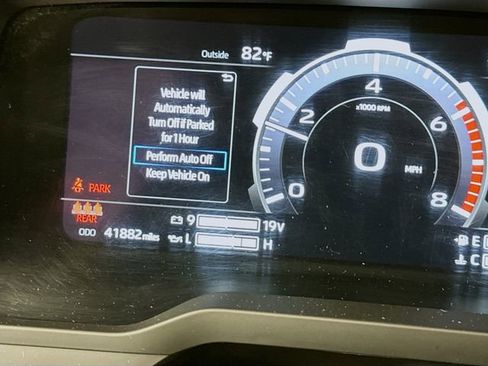 Outside 82°F
Vehicle will
Automatically
Turn Off if Parked
for 1 Hour
Perform Auto Off
Keep Vehicle On
PARK
REAR
ODO 41882 miles
9 19V
L H
0 2 4 6 8
x1000 RPM
0 MPH
E
C